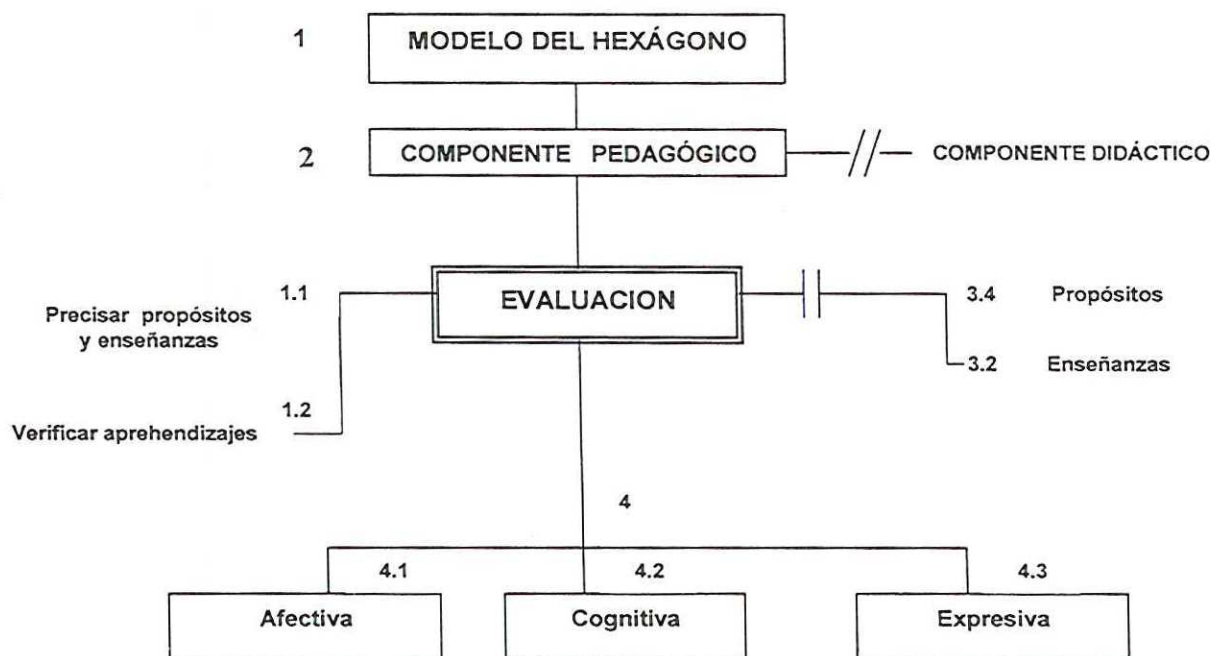 1 MODELO DEL HEXÁGONO
2 COMPONENTE PEDAGÓGICO COMPONENTE DIDÁCTICO
1.1 EVALUACION 3.4 Propósitos
Precisar propósitos
y enseñanzas
3.2 Enseñanzas
1.2
Verificar aprehendizajes
4
4.1 4.2 4.3
Afectiva Cognitiva Expresiva